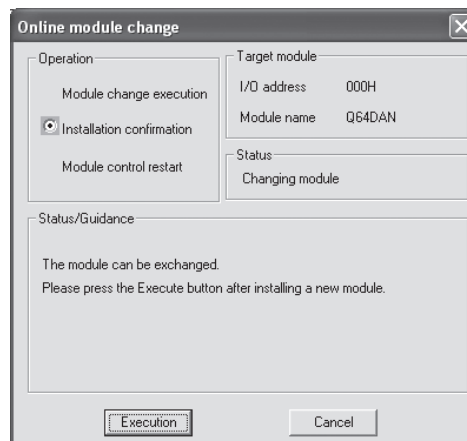 Online module change
Operation
Module change execution
Installation confirmation
Module control restart
Target module
I/O address 000H
Module name Q64DAN
Status
Changing module
Status/Guidance
The module can be exchanged.
Please press the Execute button after installing a new module.
Execution Cancel